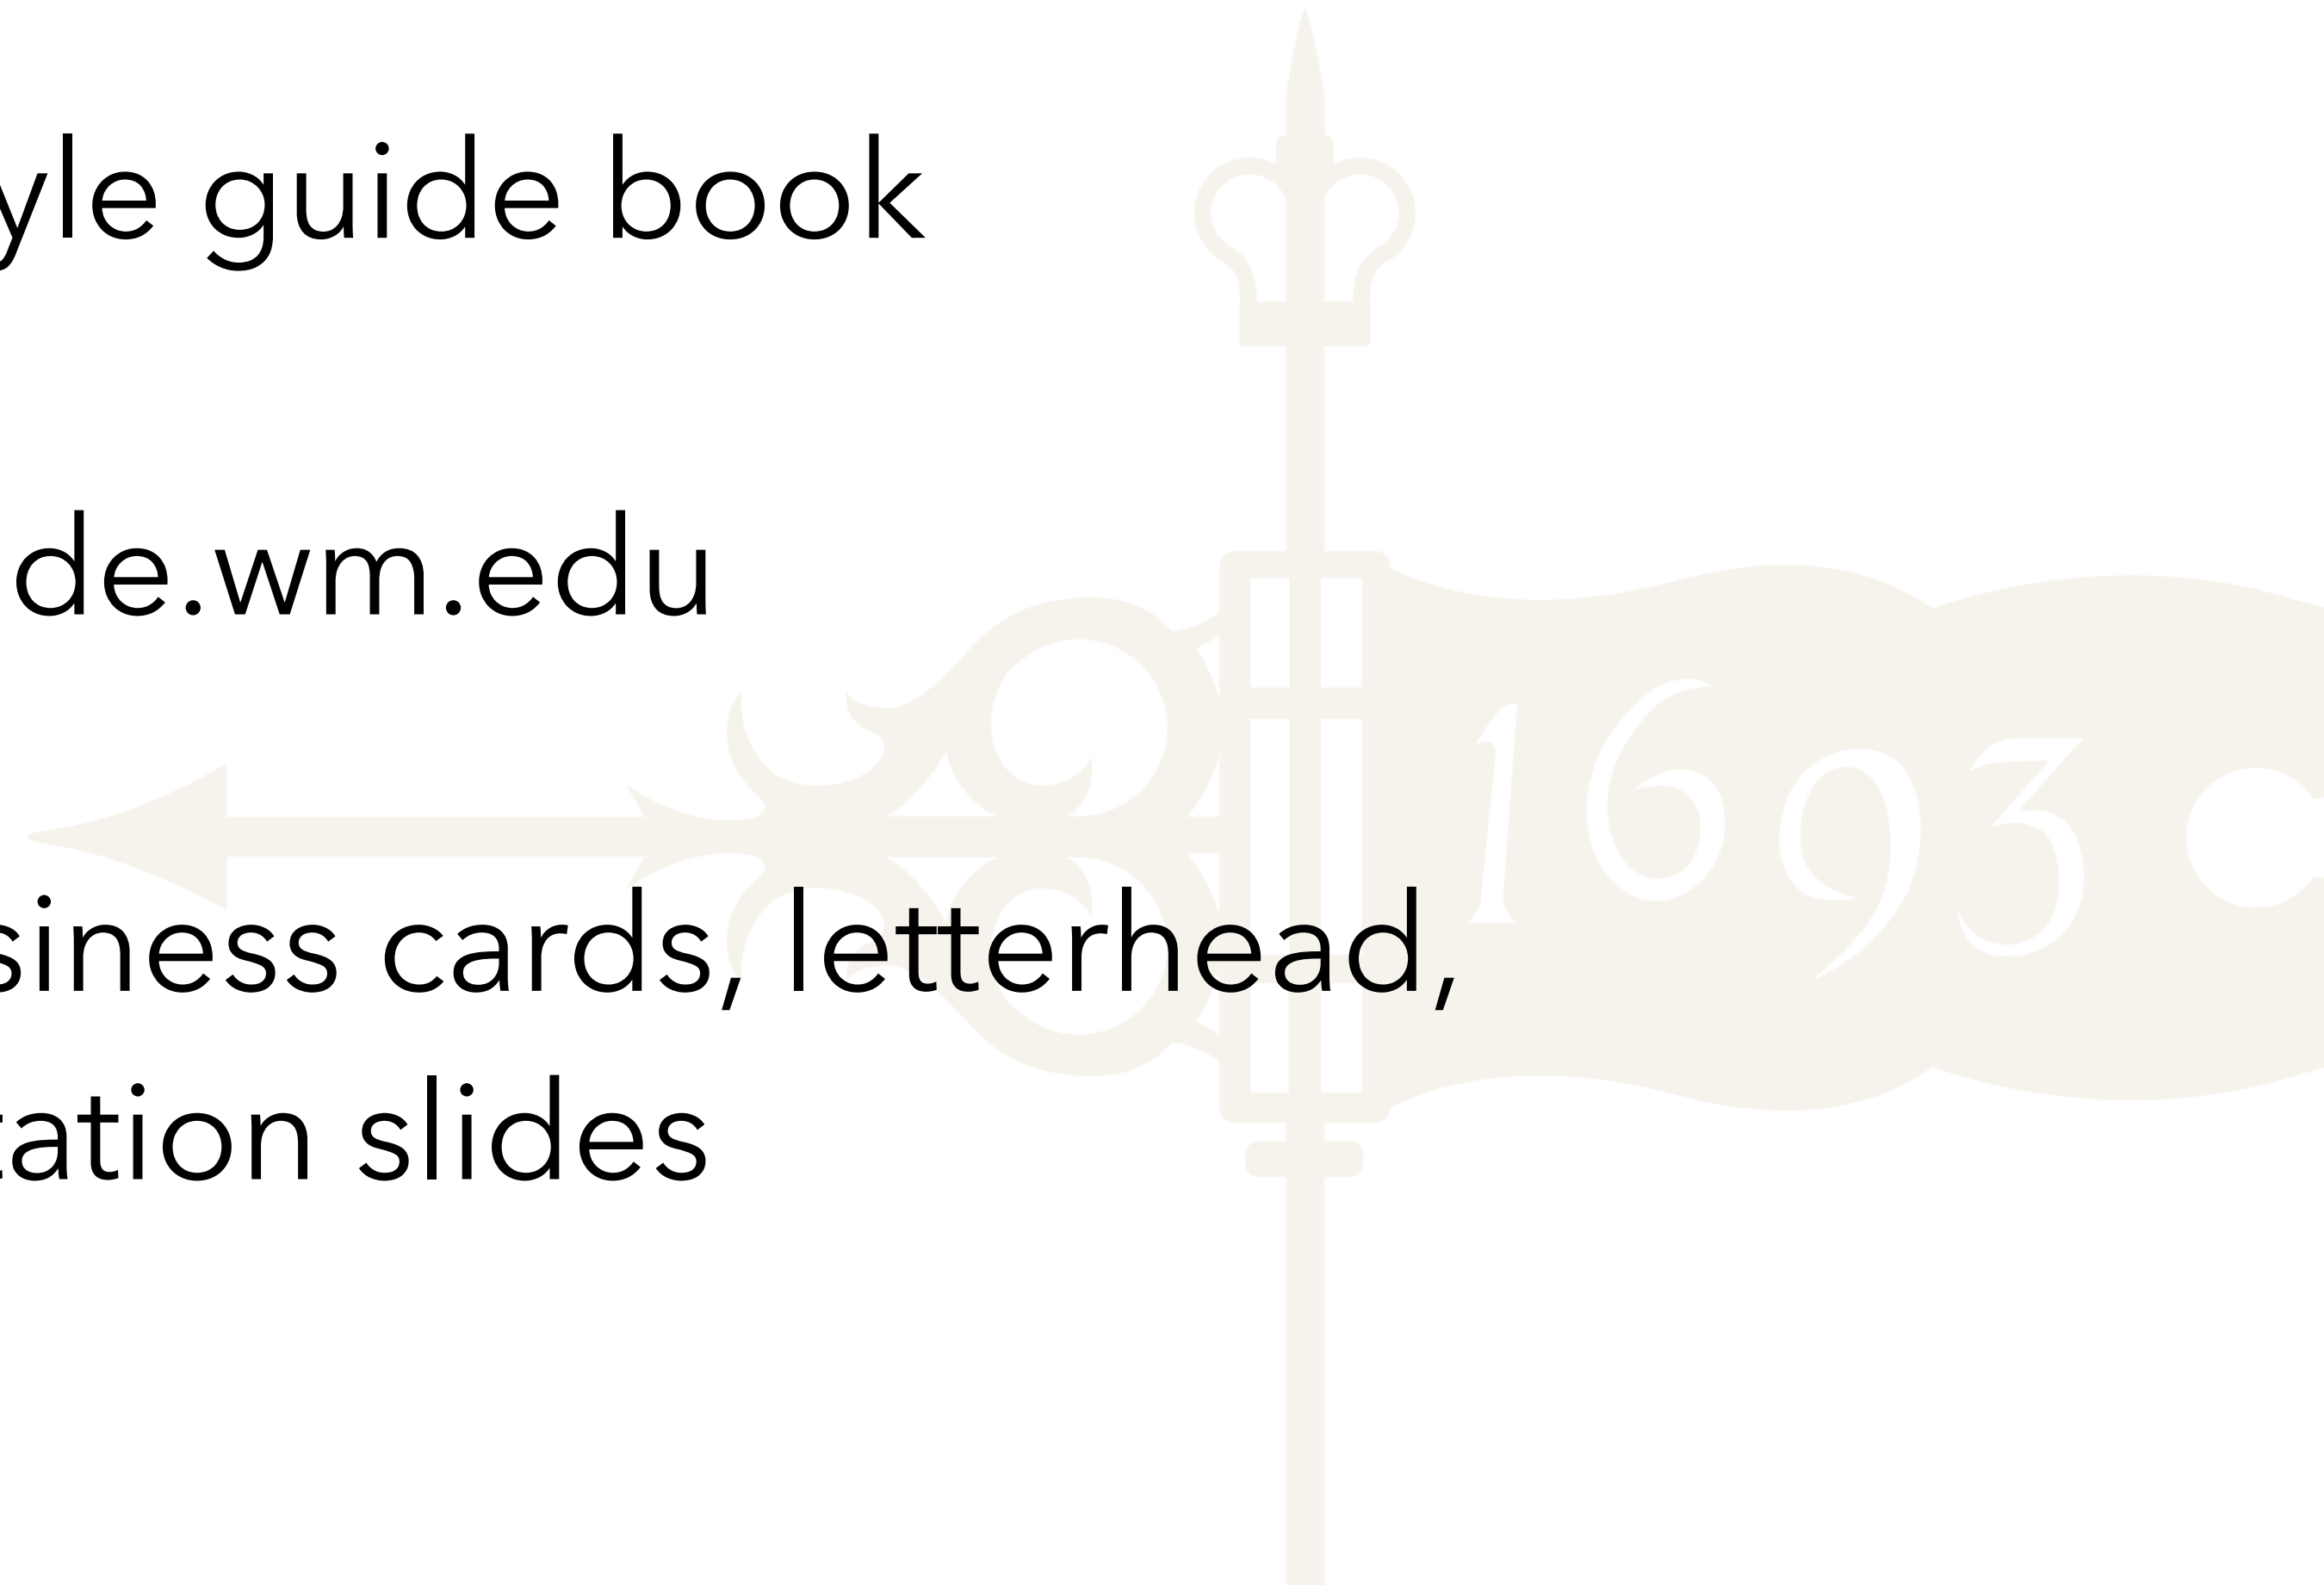 yle guide book
de.wm.edu
1693
siness cards, letterhead,
tation slides